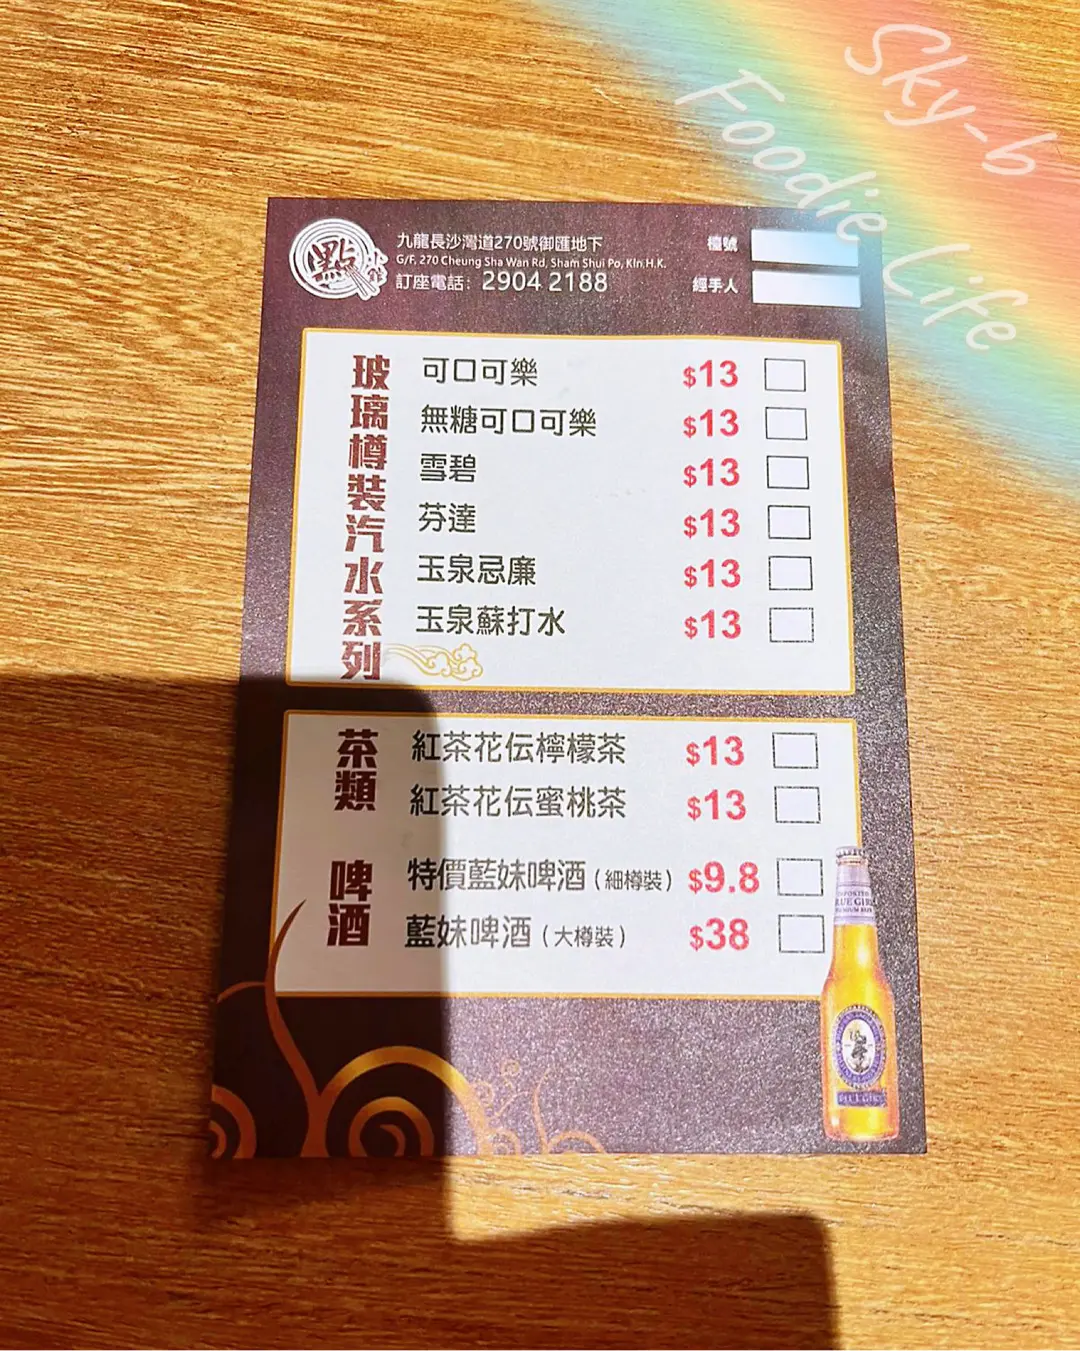 Sky-b
Foodie Life
點
九龍長沙灣道270號御匯地下
G/F. 270 Cheung Sha Wan Rd, Sham Shui Po, Kln.H.K.
訂座電話：2904 2188
檯號
經手人
玻璃樽裝汽水系列
可口可樂 $13
無糖可口可樂 $13
雪碧 $13
芬達 $13
玉泉忌廉 $13
玉泉蘇打水 $13
茶類
紅茶花伝檸檬茶 $13
紅茶花伝蜜桃茶 $13
啤酒
特價藍妹啤酒（細樽裝） $9.8
藍妹啤酒（大樽裝） $38